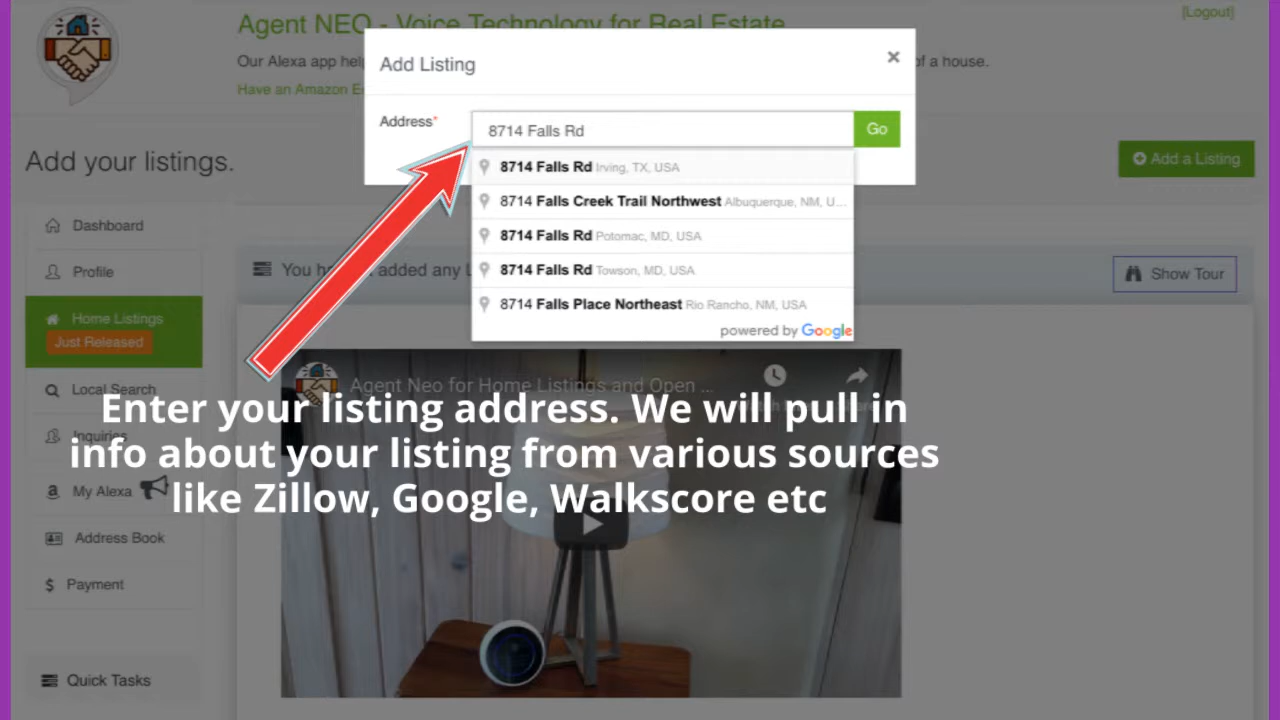 Agent NEO - Voice Technology for Real Estate
[Logout]
Our Alexa app hel
of a house.
Have an Amazon E
Add Listing
×
Address*
8714 Falls Rd
Go
8714 Falls Rd Irving, TX, USA
8714 Falls Creek Trail Northwest Albuquerque, NM, U...
8714 Falls Rd Potomac, MD, USA
8714 Falls Rd Towson, MD, USA
8714 Falls Place Northeast Rio Rancho, NM, USA
powered by Google
Add your listings.
Add a Listing
Dashboard
Profile
Home Listings
Just Released
Local Search
Inquiries
My Alexa
Address Book
$ Payment
Quick Tasks
You ha
added any
Show Tour
Agent Neo for Home Listings and Open ...
Enter your listing address. We will pull in
info about your listing from various sources
like Zillow, Google, Walkscore etc